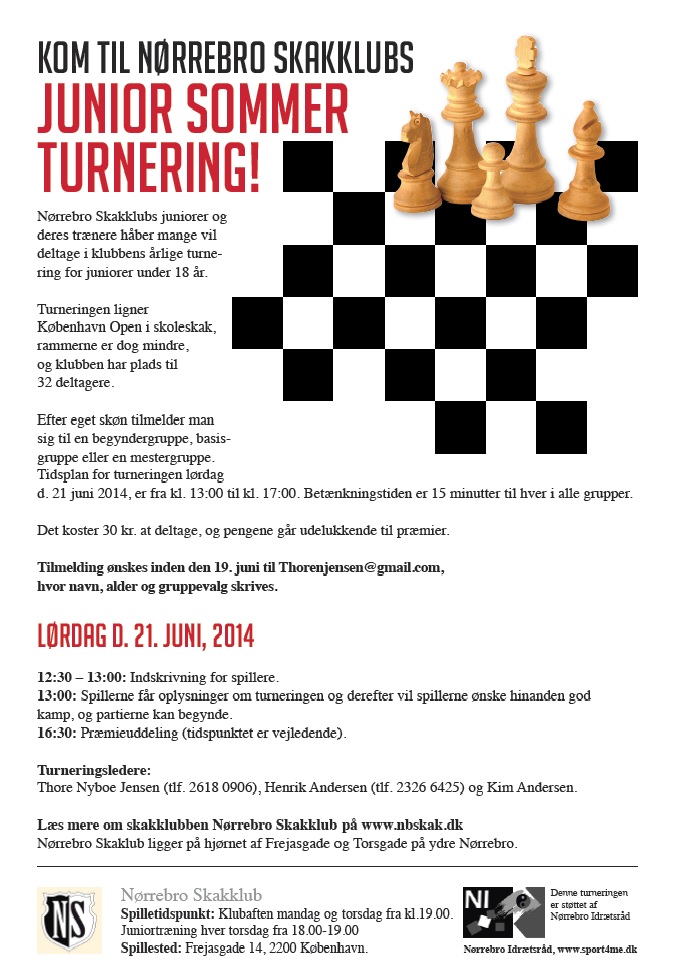 KOM TIL NØRREBRO SKAKKLUBS
JUNIOR SOMMER
TURNERING!
Nørrebro Skakklubs juniorer og
deres trænere håber mange vil
deltage i klubbens årlige turne-
ring for juniorer under 18 år.
Turneringen ligner
København Open i skoleskak,
rammerne er dog mindre,
og klubben har plads til
32 deltagere.
Efter eget skøn tilmelder man
sig til en begyndergruppe, basis-
gruppe eller en mestergruppe.
Tidsplan for turneringen lørdag
d. 21 juni 2014, er fra kl. 13:00 til kl. 17:00. Betænkningstiden er 15 minutter til hver i alle grupper.
Det koster 30 kr. at deltage, og pengene går udelukkende til præmier.
Tilmelding ønskes inden den 19. juni til Thorenjensen@gmail.com,
hvor navn, alder og gruppevalg skrives.
LØRDAG D. 21. JUNI, 2014
12:30 – 13:00: Indskrivning for spillere.
13:00: Spillerne får oplysninger om turneringen og derefter vil spillerne ønske hinanden god
kamp, og partierne kan begynde.
16:30: Præmieuddeling (tidspunktet er vejledende).
Turneringsledere:
Thore Nyboe Jensen (tlf. 2618 0906), Henrik Andersen (tlf. 2326 6425) og Kim Andersen.
Læs mere om skakklubben Nørrebro Skakklub på www.nbskak.dk
Nørrebro Skaklub ligger på hjørnet af Frejasgade og Torsgade på ydre Nørrebro.
NS
Nørrebro Skakklub
Spilletidspunkt: Klubaften mandag og torsdag fra kl.19.00.
Juniortræning hver torsdag fra 18.00-19.00
Spillested: Frejasgade 14, 2200 København.
NI
Denne turneringen
er støttet af
Nørrebro Idrætsråd
Nørrebro Idrætsråd, www.sport4me.dk